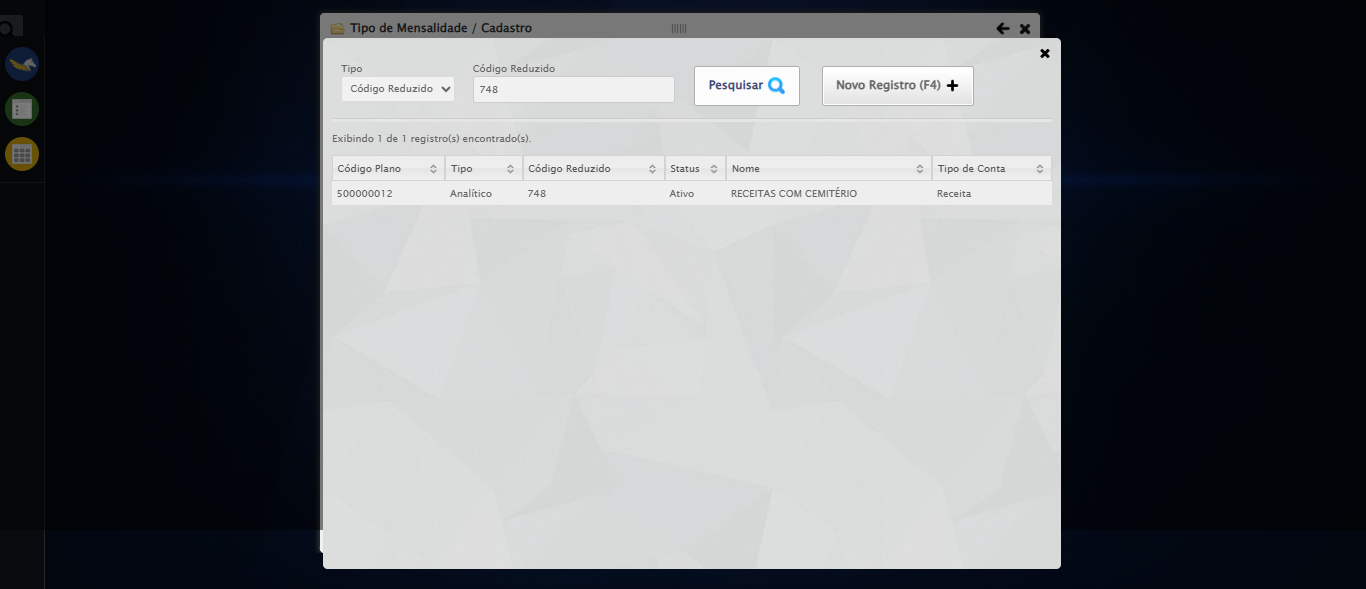 Tipo de Mensalidade / Cadastro
Tipo
Código Reduzido
Código Reduzido
748
Pesquisar
Novo Registro (F4)
Exibindo 1 de 1 registro(s) encontrado(s).
Código Plano Tipo Código Reduzido Status Nome Tipo de Conta
500000012 Analítico 748 Ativo RECEITAS COM CEMITÉRIO Receita